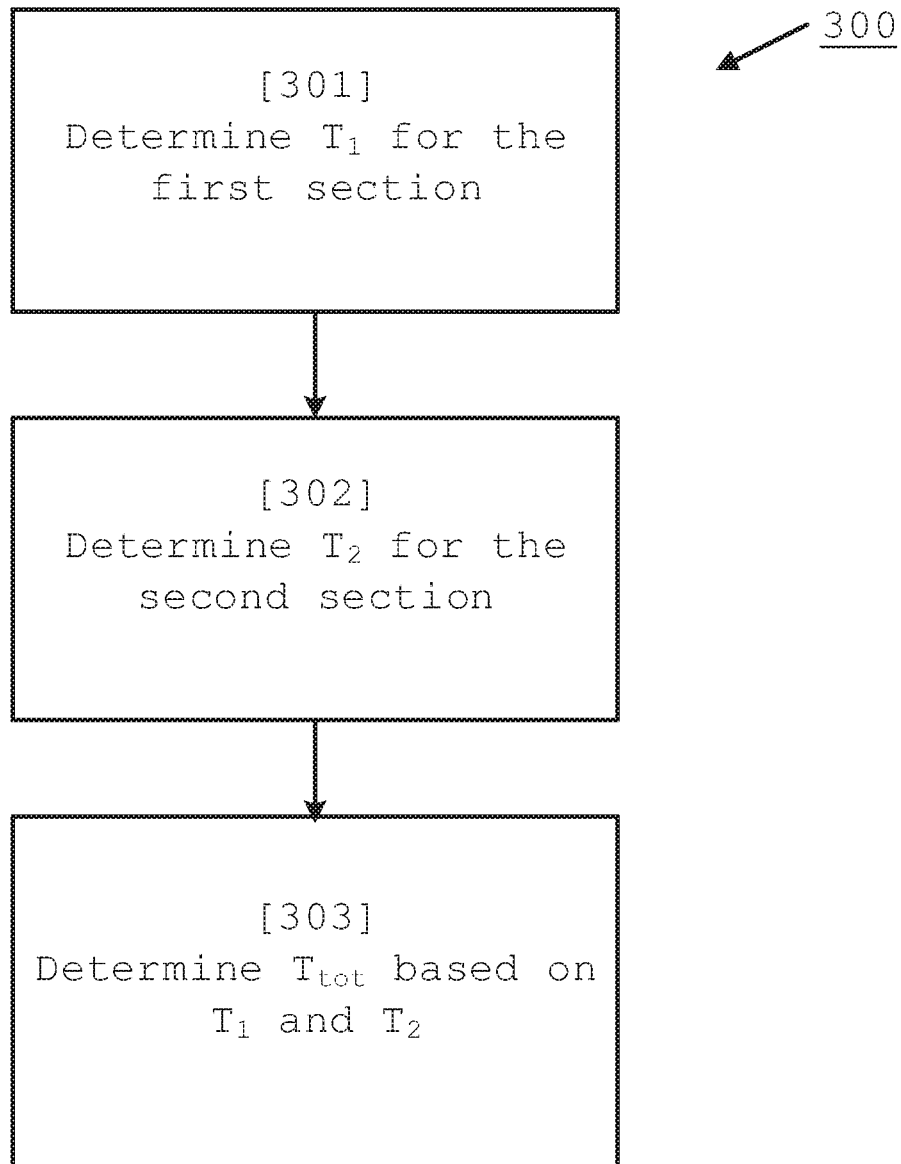 300
[301]
Determine T₁ for the
first section
[302]
Determine T₂ for the
second section
[303]
Determine Tₜₒₜ based on
T₁ and T₂